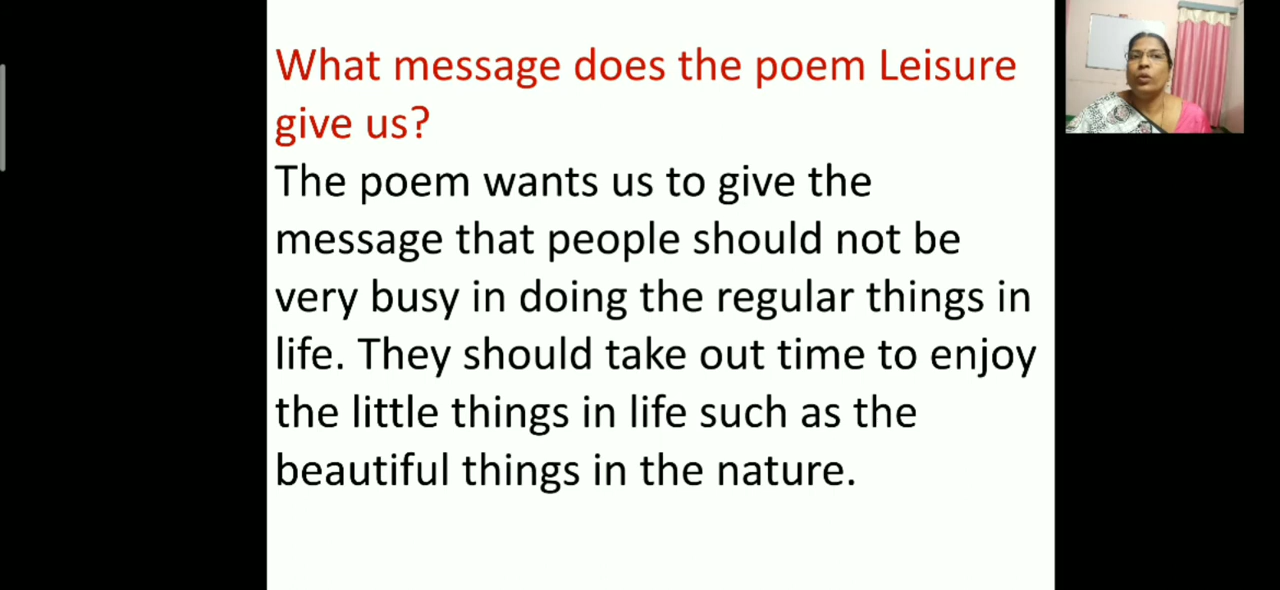 What message does the poem Leisure
give us?
The poem wants us to give the
message that people should not be
very busy in doing the regular things in
life. They should take out time to enjoy
the little things in life such as the
beautiful things in the nature.